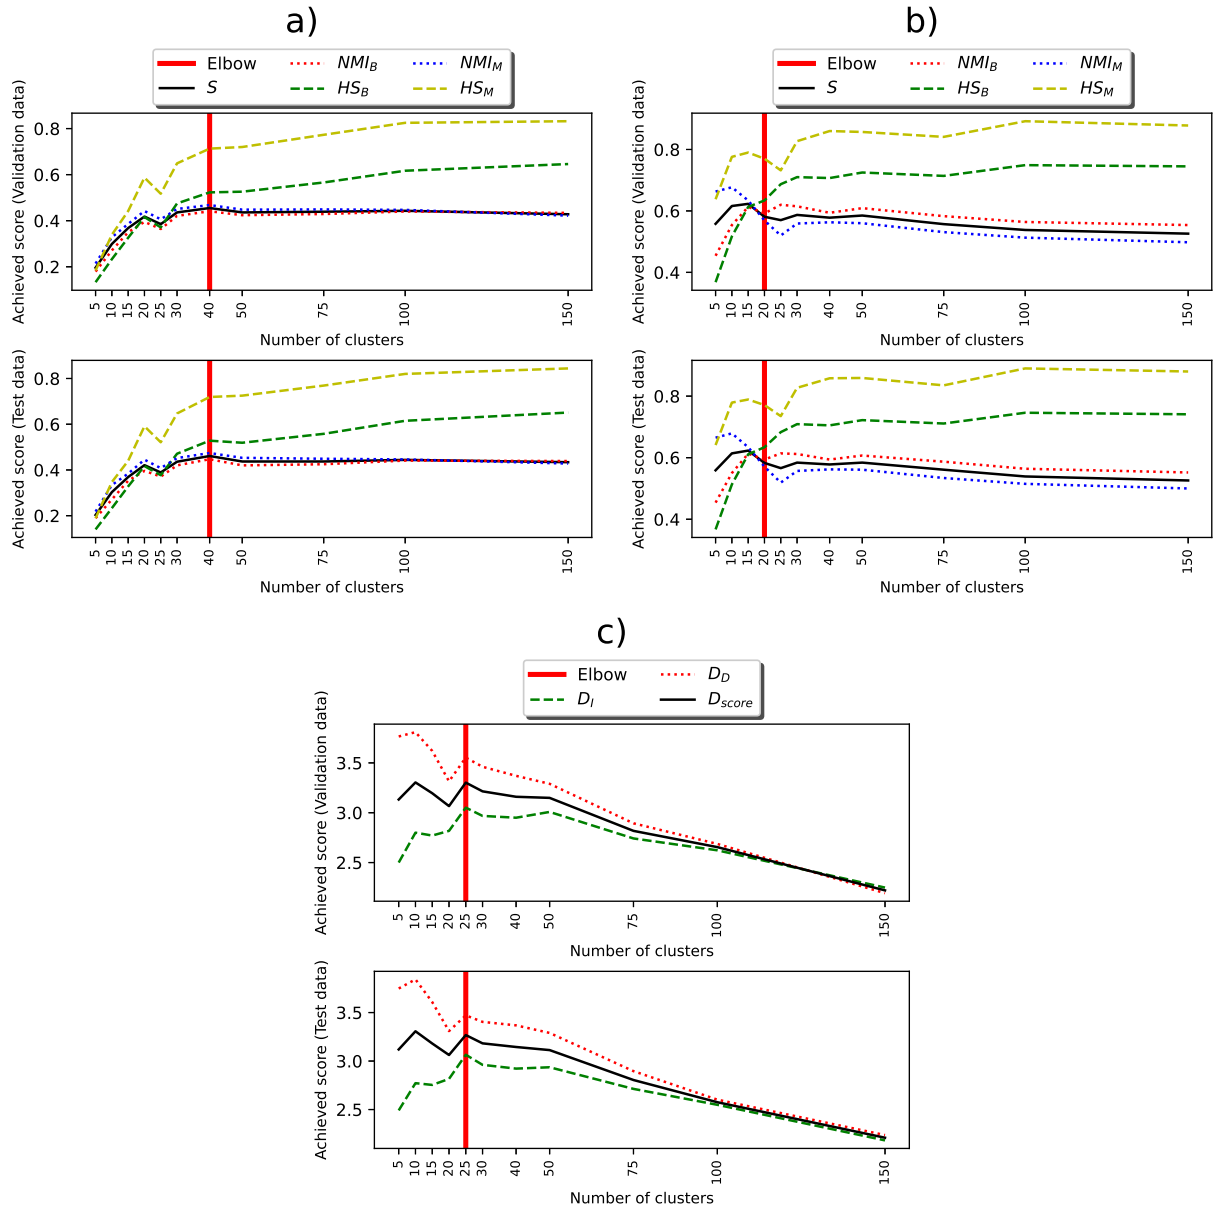 a)
Elbow
S
NMI_B
HS_B
NMI_M
HS_M
Achieved score (Validation data)
0.8
0.6
0.4
0.2
5 10 15 20 25 30 40 50 75 100 150
Number of clusters
Achieved score (Test data)
0.8
0.6
0.4
0.2
5 10 15 20 25 30 40 50 75 100 150
Number of clusters
b)
Elbow
S
NMI_B
HS_B
NMI_M
HS_M
Achieved score (Validation data)
0.8
0.6
0.4
5 10 15 20 25 30 40 50 75 100 150
Number of clusters
Achieved score (Test data)
0.8
0.6
0.4
5 10 15 20 25 30 40 50 75 100 150
Number of clusters
c)
Elbow
D_I
D_D
D_score
Achieved score (Validation data)
3.5
3.0
2.5
5 10 15 20 25 30 40 50 75 100 150
Number of clusters
Achieved score (Test data)
3.5
3.0
2.5
5 10 15 20 25 30 40 50 75 100 150
Number of clusters